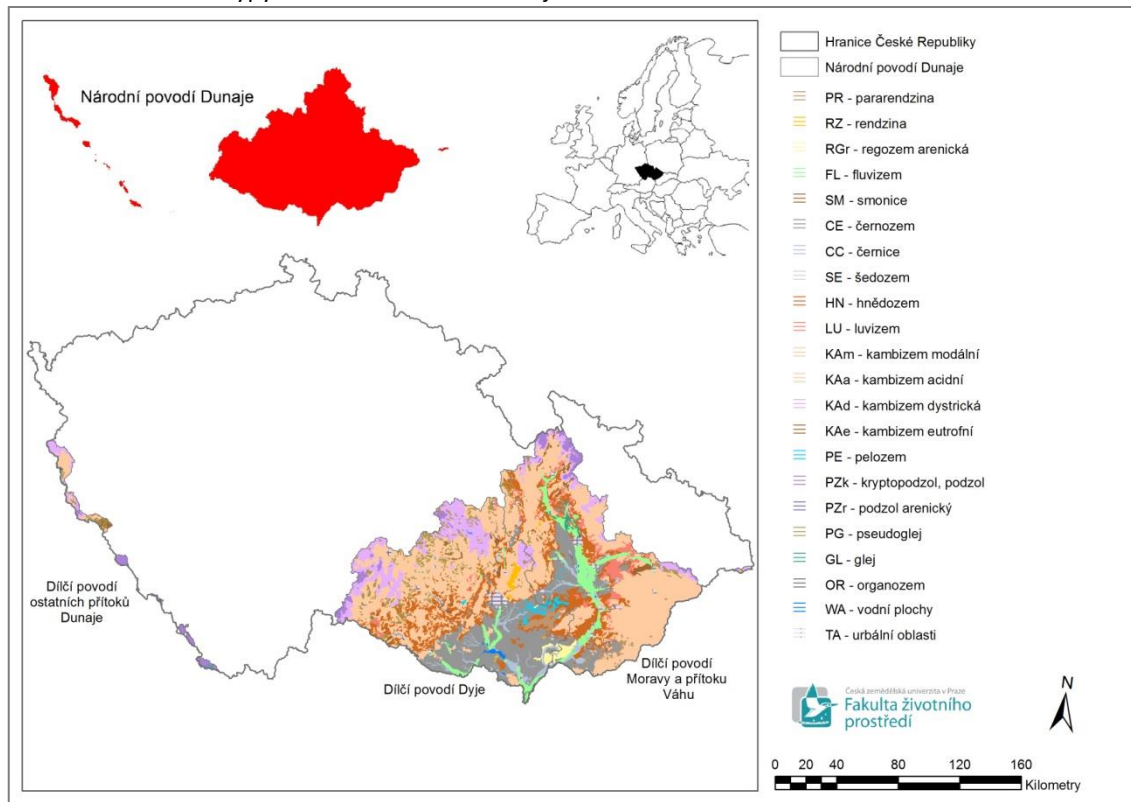 Národní povodí Dunaje
Dílčí povodí
ostatních přítoků
Dunaje
Dílčí povodí Dyje
Dílčí povodí
Moravy a přítoku
Váhu
Hranice České Republiky
Národní povodí Dunaje
PR - pararendzina
RZ - rendzina
RGr - regozem arenická
FL - fluvizem
SM - smonice
CE - černozem
CC - černice
SE - šedozem
HN - hnědozem
LU - luvizem
KAm - kambizem modální
KAa - kambizem acidní
KAd - kambizem dystrická
KAe - kambizem eutrofní
PE - pelozem
PZk - kryptopodzol, podzol
PZr - podzol arenický
PG - pseudoglej
GL - glej
OR - organozem
WA - vodní plochy
TA - urbální oblasti
Česká zemědělská univerzita v Praze
Fakulta životního
prostředí
N
0 20 40 80 120 160
Kilometry